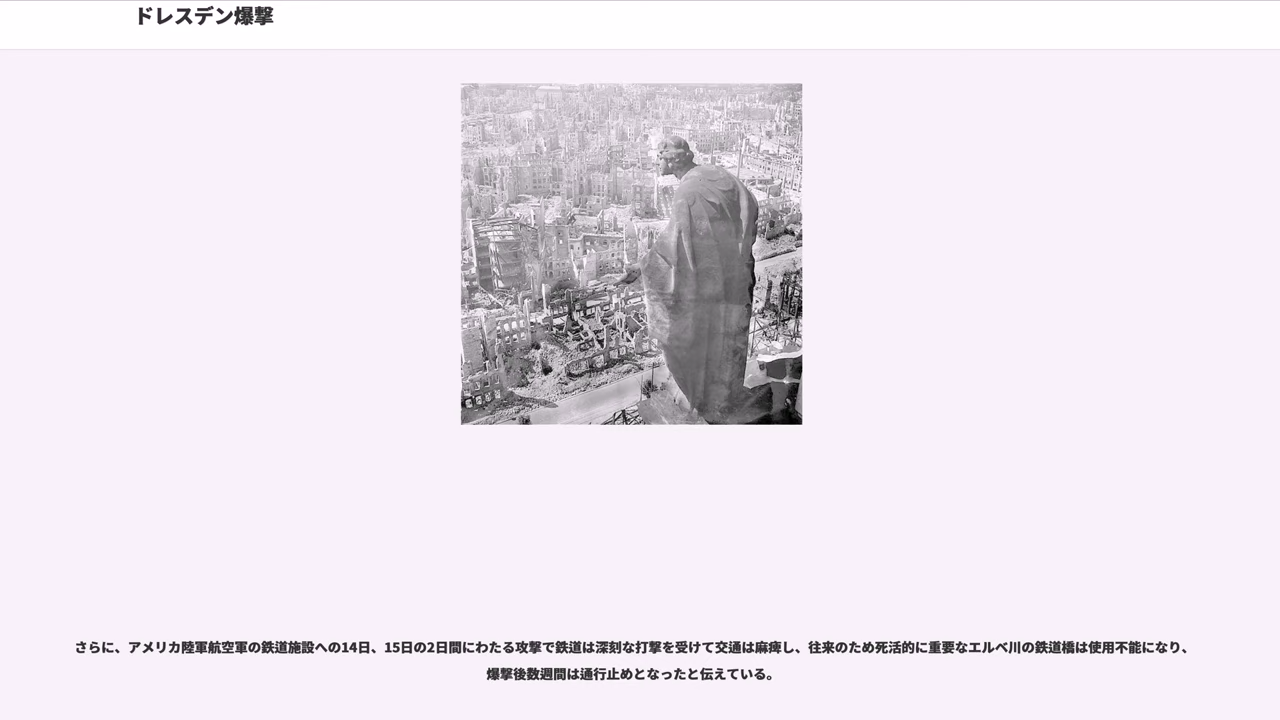 ドレスデン爆撃
さらに、アメリカ陸軍航空軍の鉄道施設への14日、15日の2日間にわたる攻撃で鉄道は深刻な打撃を受けて交通は麻痺し、往来のため死活的に重要なエルベ川の鉄道橋は使用不能になり、
爆撃後数週間は通行止めとなったと伝えている。